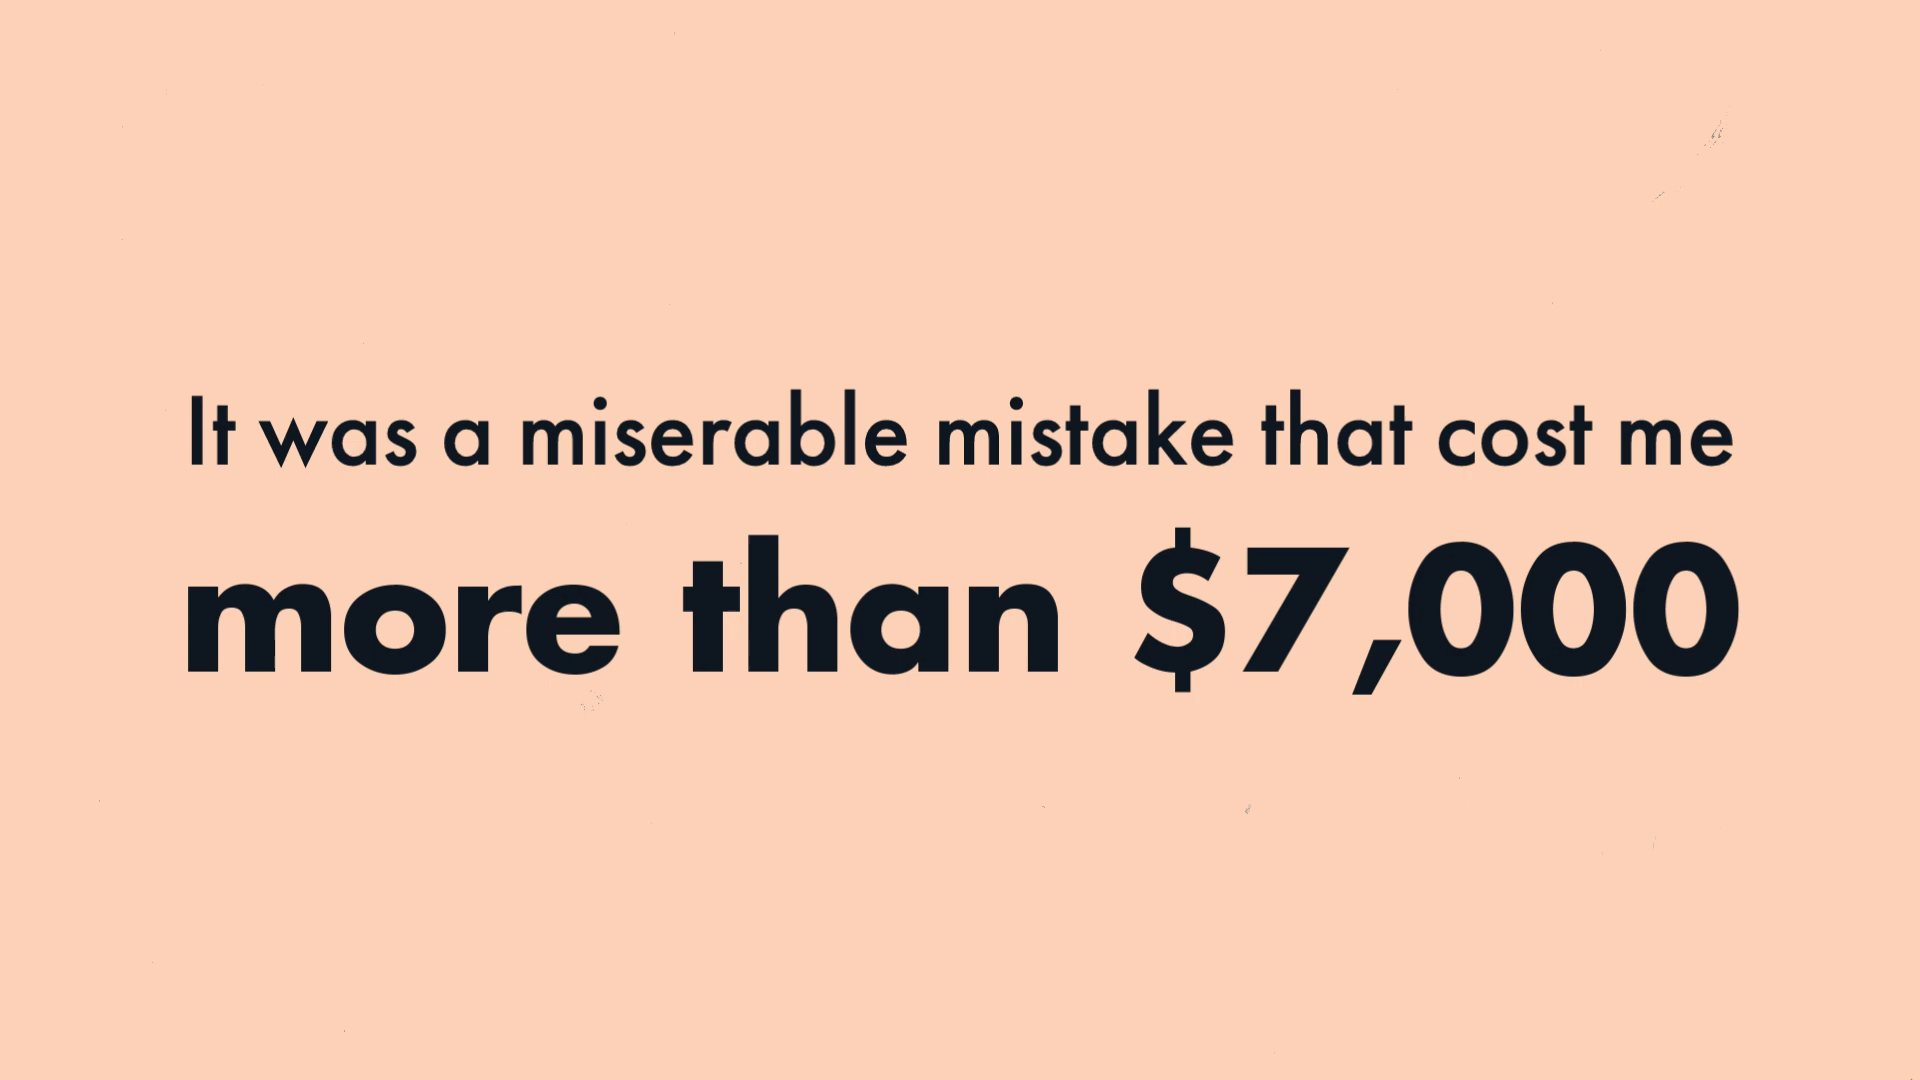 It was a miserable mistake that cost me
more than $7,000